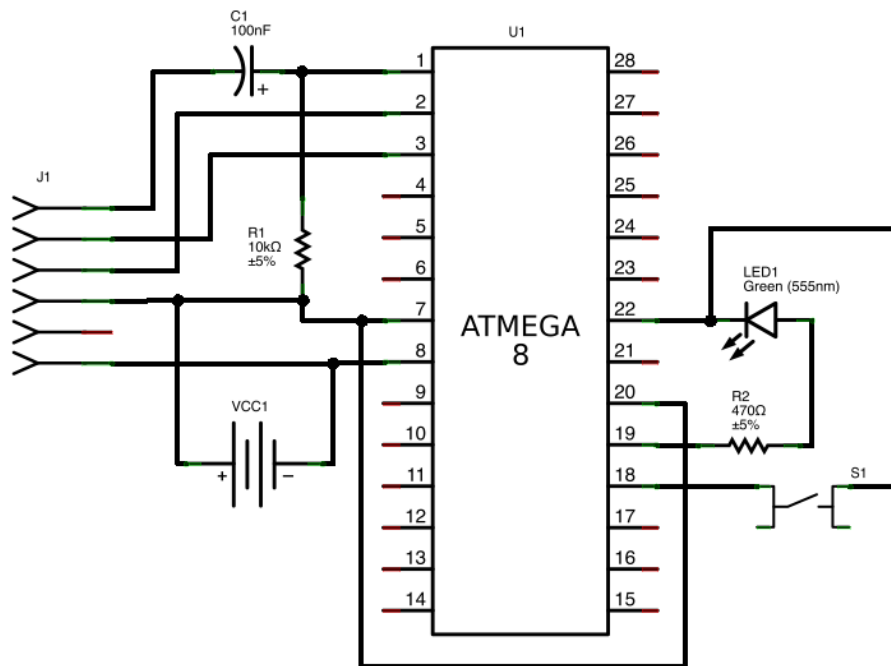 C1
100nF
U1
1
2
3
4
5
6
7
8
9
10
11
12
13
14
28
27
26
25
24
23
22
21
20
19
18
17
16
15
ATMEGA
8
+
J1
R1
10kΩ
±5%
VCC1
+ −
LED1
Green (555nm)
R2
470Ω
±5%
S1